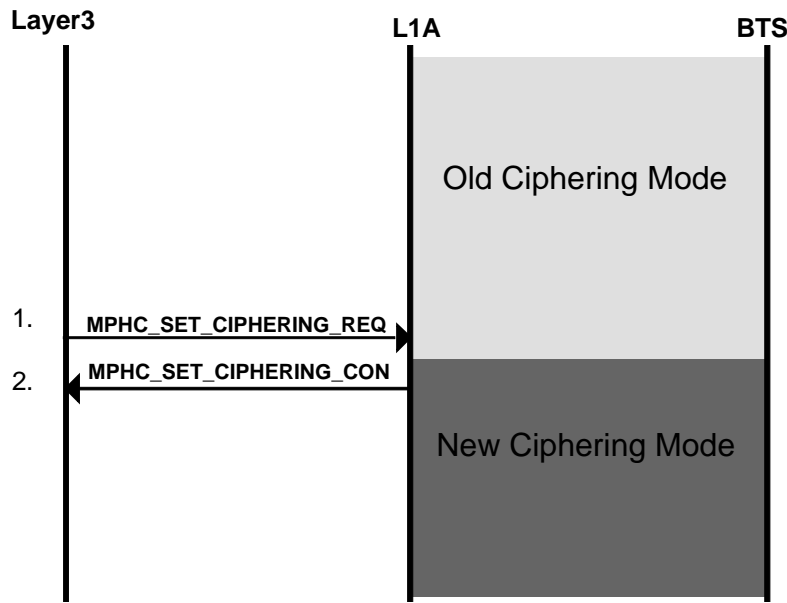 Layer3
L1A
BTS
Old Ciphering Mode
1.
MPHC_SET_CIPHERING_REQ
2.
MPHC_SET_CIPHERING_CON
New Ciphering Mode